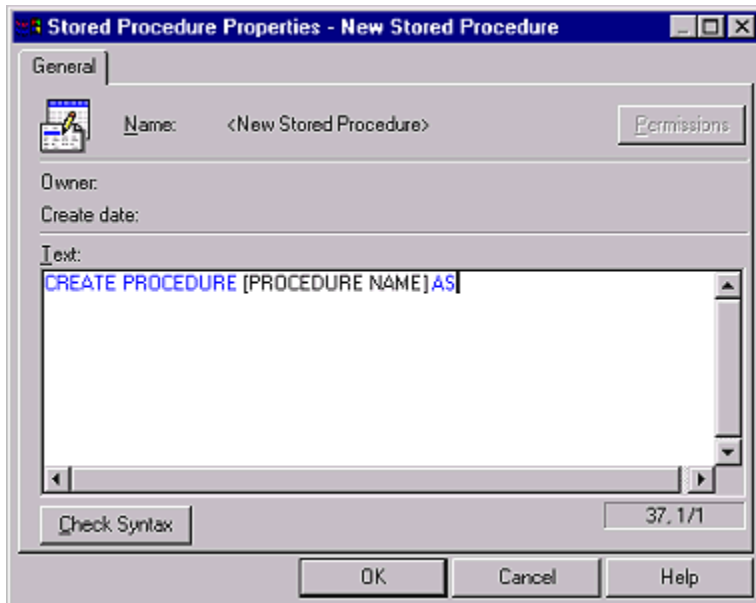 Stored Procedure Properties - New Stored Procedure
General
Name: <New Stored Procedure> Permissions
Owner:
Create date:
Text:
CREATE PROCEDURE [PROCEDURE NAME] AS
Check Syntax 37, 1/1
OK Cancel Help